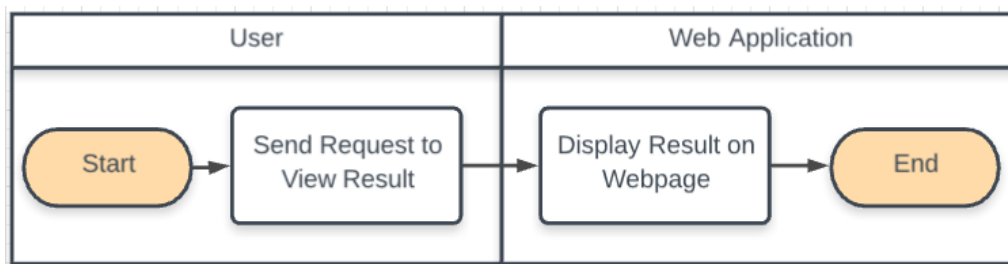 User
Web Application
Start
Send Request to
View Result
Display Result on
Webpage
End